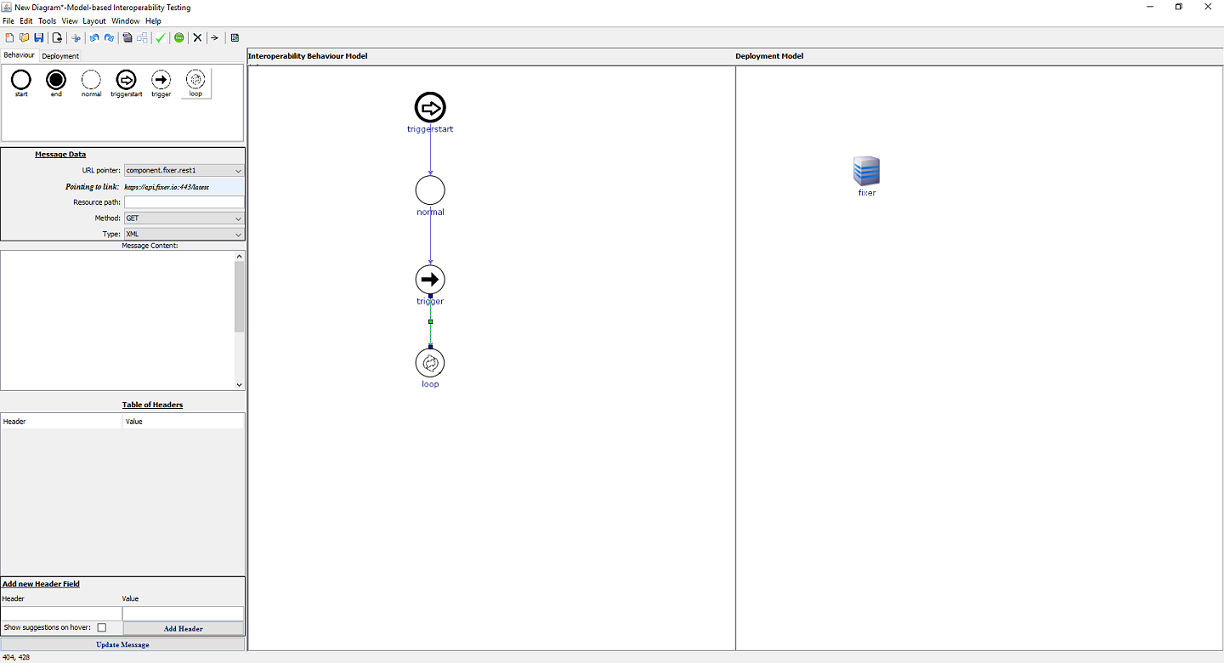 New Diagram*-Model-based Interoperability Testing
File Edit Tools View Layout Window Help
Behaviour Deployment
start end normal triggerstart trigger loop
Message Data
URL pointer: component.fixer.rest1
Pointing to link: https://api.fixer.io:443/latest
Resource path:
Method: GET
Type: XML
Message Content:
Table of Headers
Header Value
Add new Header Field
Header Value
Show suggestions on hover: Add Header
Update Message
404, 428
Interoperability Behaviour Model
triggerstart
normal
trigger
loop
Deployment Model
fixer